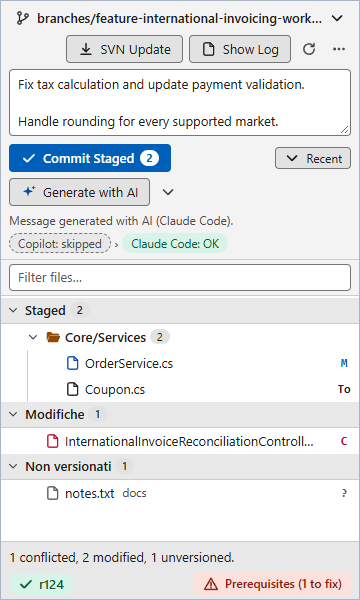 branches/feature-international-invoicing-work...
SVN Update
Show Log
Fix tax calculation and update payment validation.
Handle rounding for every supported market.
Commit Staged 2
Recent
Generate with AI
Message generated with AI (Claude Code).
Copilot: skipped › Claude Code: OK
Filter files...
Staged 2
Core/Services 2
OrderService.cs M
Coupon.cs To
Modifiche 1
InternationalInvoiceReconciliationControll... C
Non versionati 1
notes.txt docs ?
1 conflicted, 2 modified, 1 unversioned.
r124
Prerequisites (1 to fix)